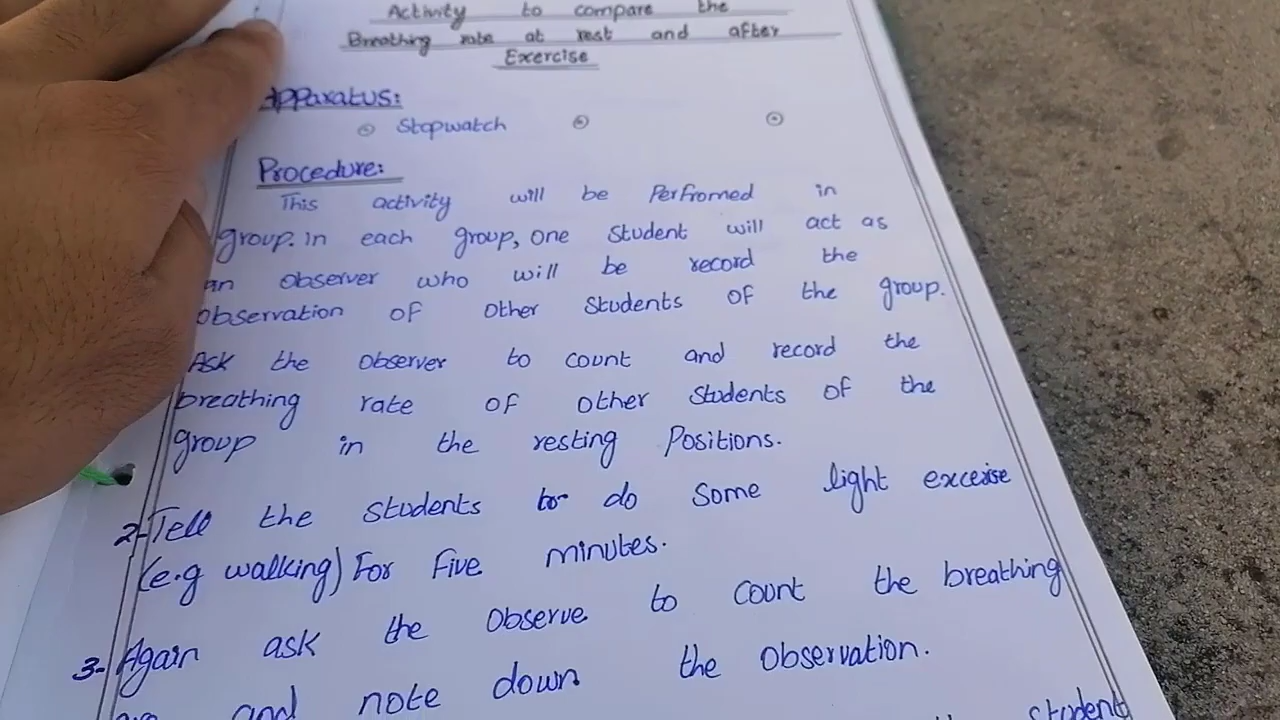 Activity to compare the
Breathing rate at rest and after
Exercise
Apparatus:
Stopwatch
Procedure:
This activity will be Perfromed in
group. in each group, one student will act as
an observer who will be record the
observation of other students of the group.
Ask the observer to count and record the
breathing rate of other students of the
group in the resting Positions.
2- Tell the students to do some light excerise
(e.g walking) For Five minutes.
3- Again ask the observe to count the breathing
and note down the observation.
student